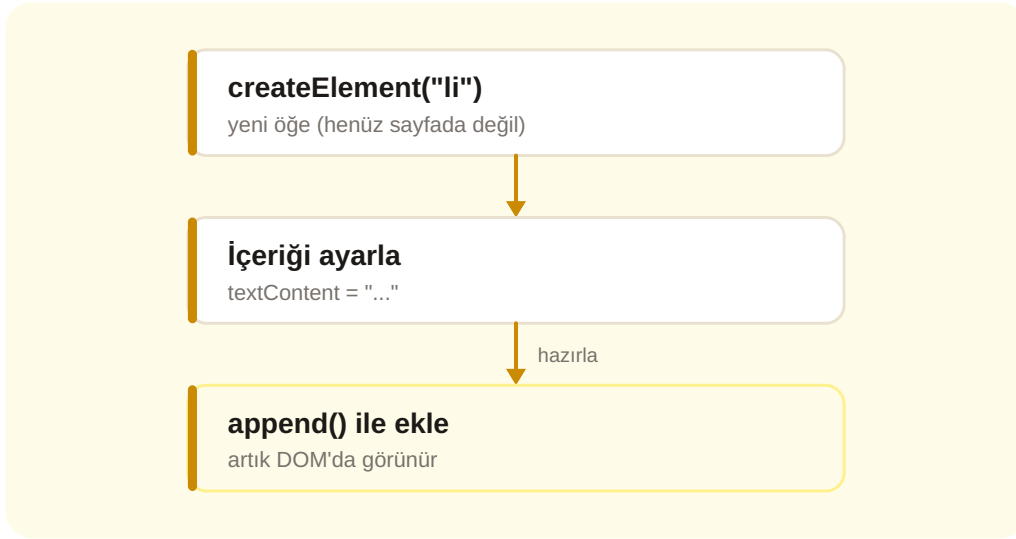 createElement("li")
yeni öğe (henüz sayfada değil)
İçeriği ayarla
textContent = "..."
hazırla
append() ile ekle
artık DOM'da görünür